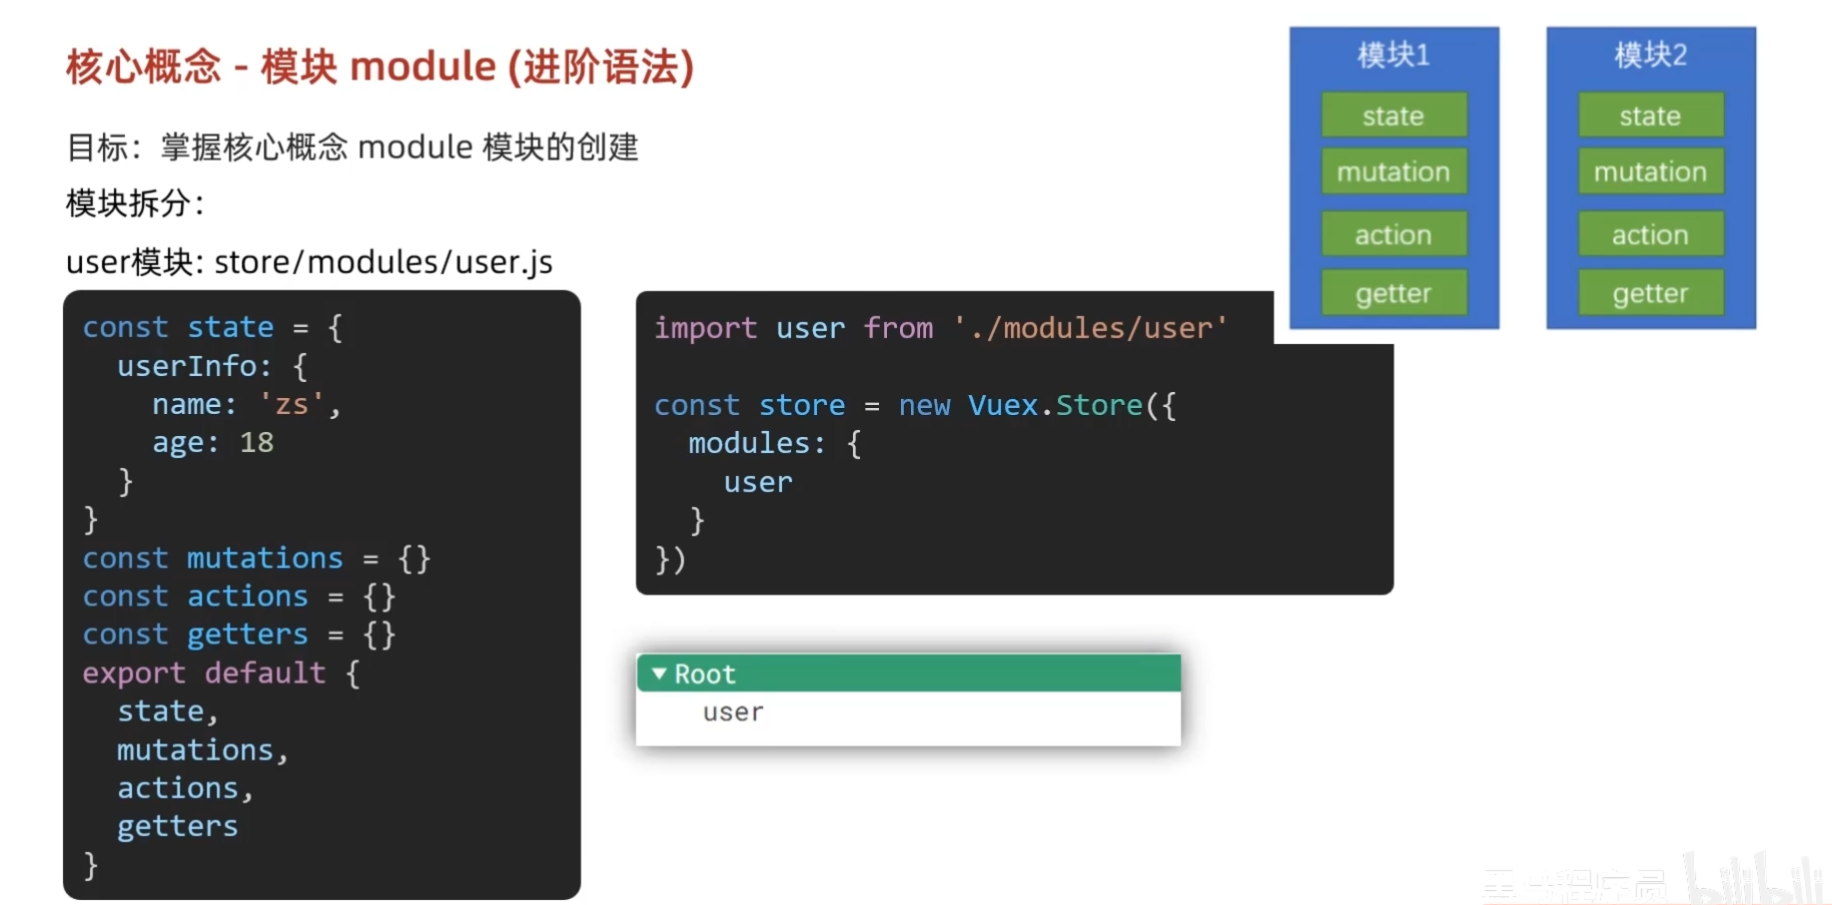 核心概念 - 模块 module (进阶语法)
目标：掌握核心概念 module 模块的创建
模块拆分：
user模块: store/modules/user.js
const state = {
  userInfo: {
    name: 'zs',
    age: 18
  }
}
const mutations = {}
const actions = {}
const getters = {}
export default {
  state,
  mutations,
  actions,
  getters
}
import user from './modules/user'
const store = new Vuex.Store({
  modules: {
    user
  }
})
▼Root
user
模块1
state
mutation
action
getter
模块2
state
mutation
action
getter
bilibili